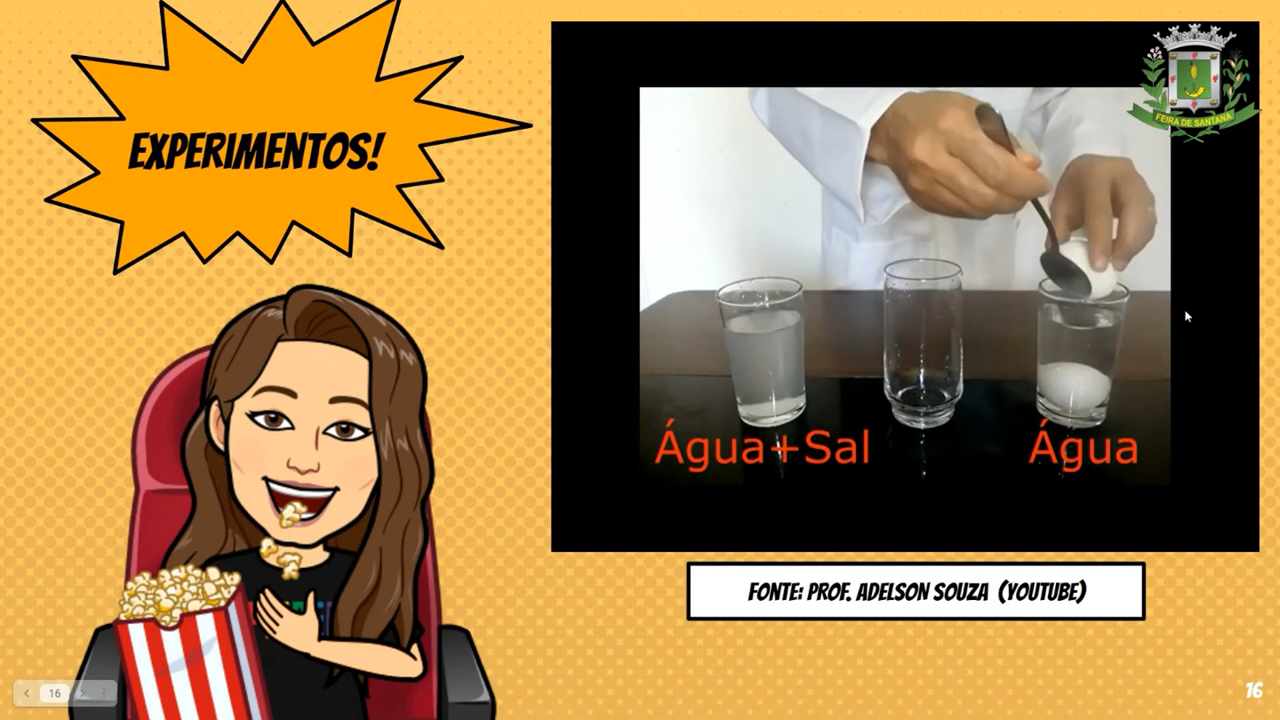 EXPERIMENTOS!
FEIRA DE SANTANA
Água+Sal
Água
FONTE: PROF. ADELSON SOUZA (YOUTUBE)
16
16